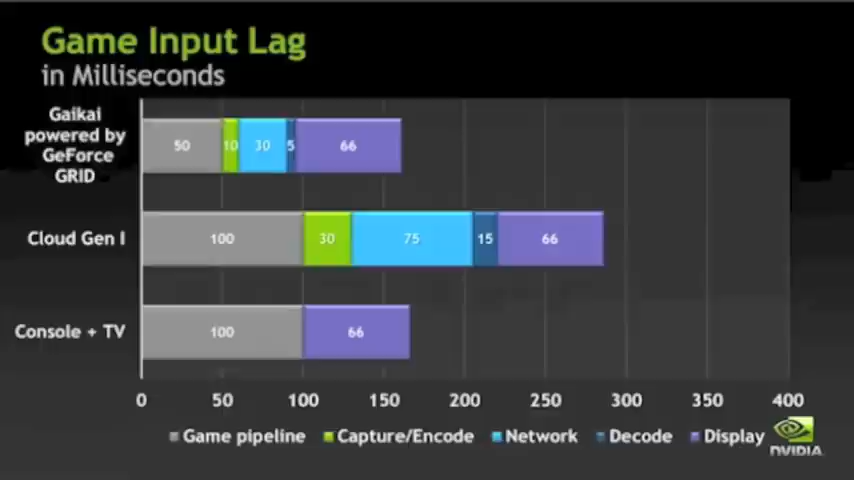 Game Input Lag
in Milliseconds
Gaikai
powered by
GeForce
GRID
50 10 30 5 66
Cloud Gen I
100 30 75 15 66
Console + TV
100 66
0 50 100 150 200 250 300 350 400
Game pipeline Capture/Encode Network Decode Display
NVIDIA